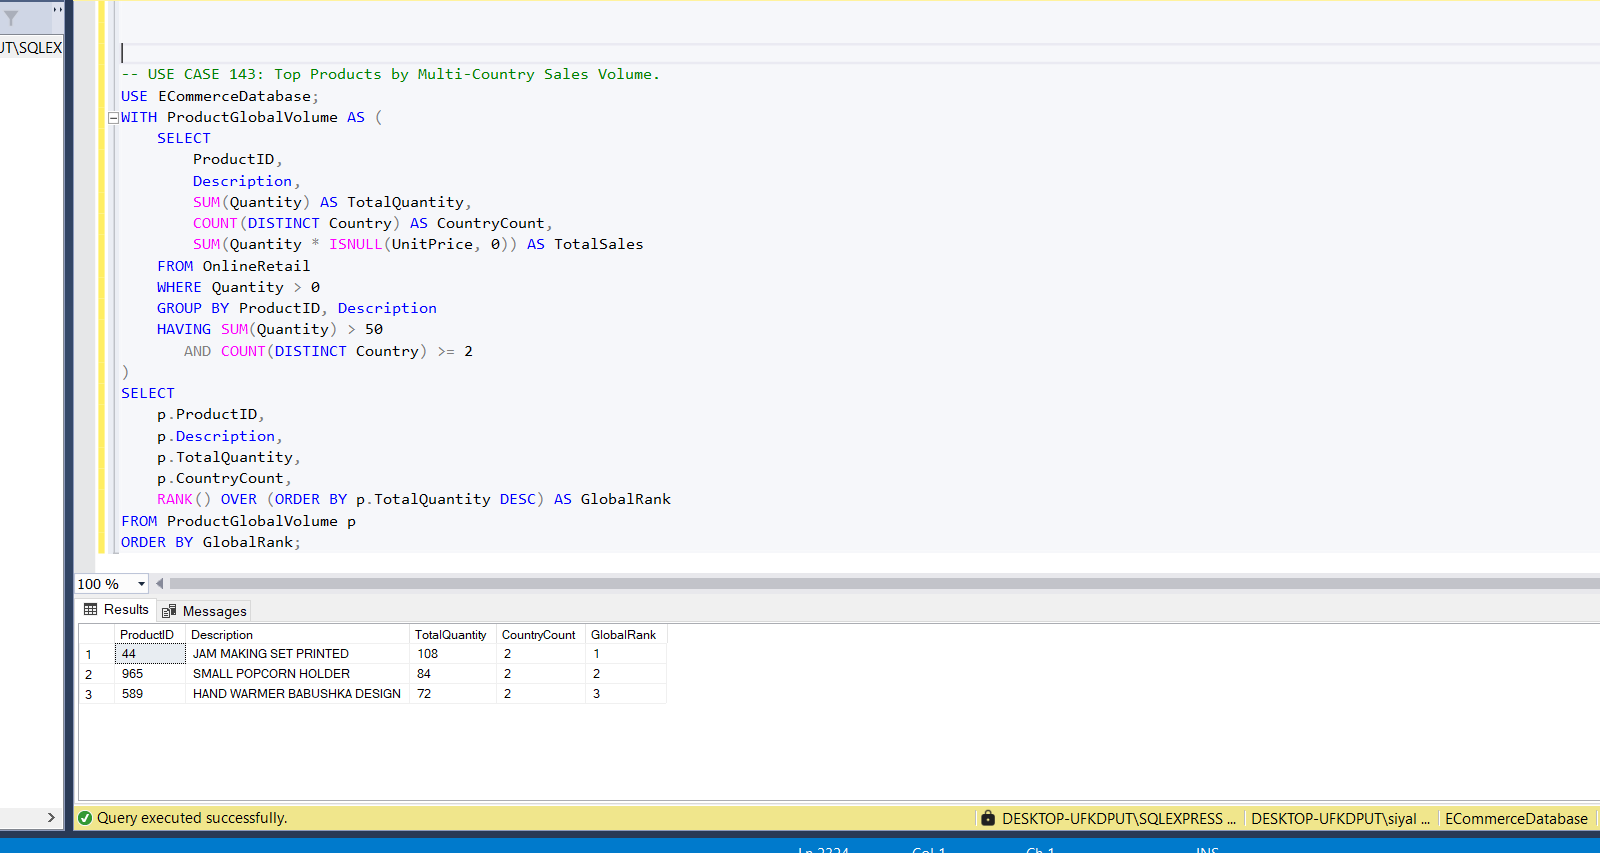 UT\SQLEX
-- USE CASE 143: Top Products by Multi-Country Sales Volume.
USE ECommerceDatabase;
WITH ProductGlobalVolume AS (
SELECT
ProductID,
Description,
SUM(Quantity) AS TotalQuantity,
COUNT(DISTINCT Country) AS CountryCount,
SUM(Quantity * ISNULL(UnitPrice, 0)) AS TotalSales
FROM OnlineRetail
WHERE Quantity > 0
GROUP BY ProductID, Description
HAVING SUM(Quantity) > 50
AND COUNT(DISTINCT Country) >= 2
)
SELECT
p.ProductID,
p.Description,
p.TotalQuantity,
p.CountryCount,
RANK() OVER (ORDER BY p.TotalQuantity DESC) AS GlobalRank
FROM ProductGlobalVolume p
ORDER BY GlobalRank;
100 %
Results Messages
ProductID Description TotalQuantity CountryCount GlobalRank
1 44 JAM MAKING SET PRINTED 108 2 1
2 965 SMALL POPCORN HOLDER 84 2 2
3 589 HAND WARMER BABUSHKA DESIGN 72 2 3
Query executed successfully. DESKTOP-UFKDPUT\SQLEXPRESS ... DESKTOP-UFKDPUT\siyal ... ECommerceDatabase
Ln 2324 Col 1 Ch 1 INS